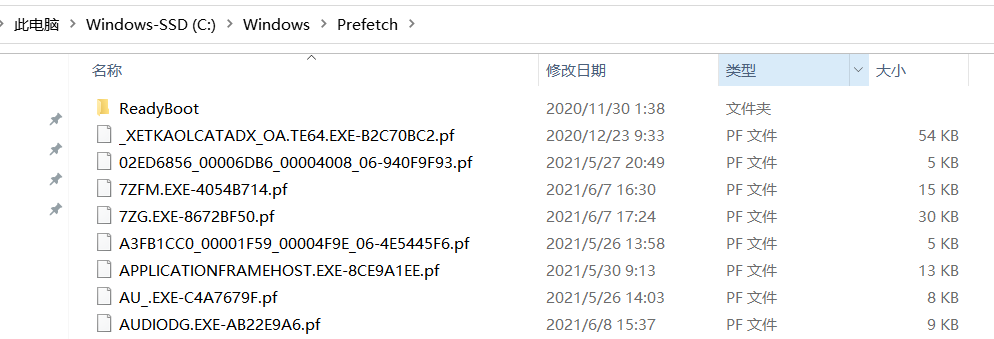 此电脑 > Windows-SSD (C:) > Windows > Prefetch >
名称 修改日期 类型 大小
ReadyBoot 2020/11/30 1:38 文件夹
_XETKAOLCATADX_OA.TE64.EXE-B2C70BC2.pf 2020/12/23 9:33 PF 文件 54 KB
02ED6856_00006DB6_00004008_06-940F9F93.pf 2021/5/27 20:49 PF 文件 5 KB
7ZFM.EXE-4054B714.pf 2021/6/7 16:30 PF 文件 15 KB
7ZG.EXE-8672BF50.pf 2021/6/7 17:24 PF 文件 30 KB
A3FB1CC0_00001F59_00004F9E_06-4E5445F6.pf 2021/5/26 13:58 PF 文件 5 KB
APPLICATIONFRAMEHOST.EXE-8CE9A1EE.pf 2021/5/30 9:13 PF 文件 13 KB
AU_.EXE-C4A7679F.pf 2021/5/26 14:03 PF 文件 8 KB
AUDIODG.EXE-AB22E9A6.pf 2021/6/8 15:37 PF 文件 9 KB